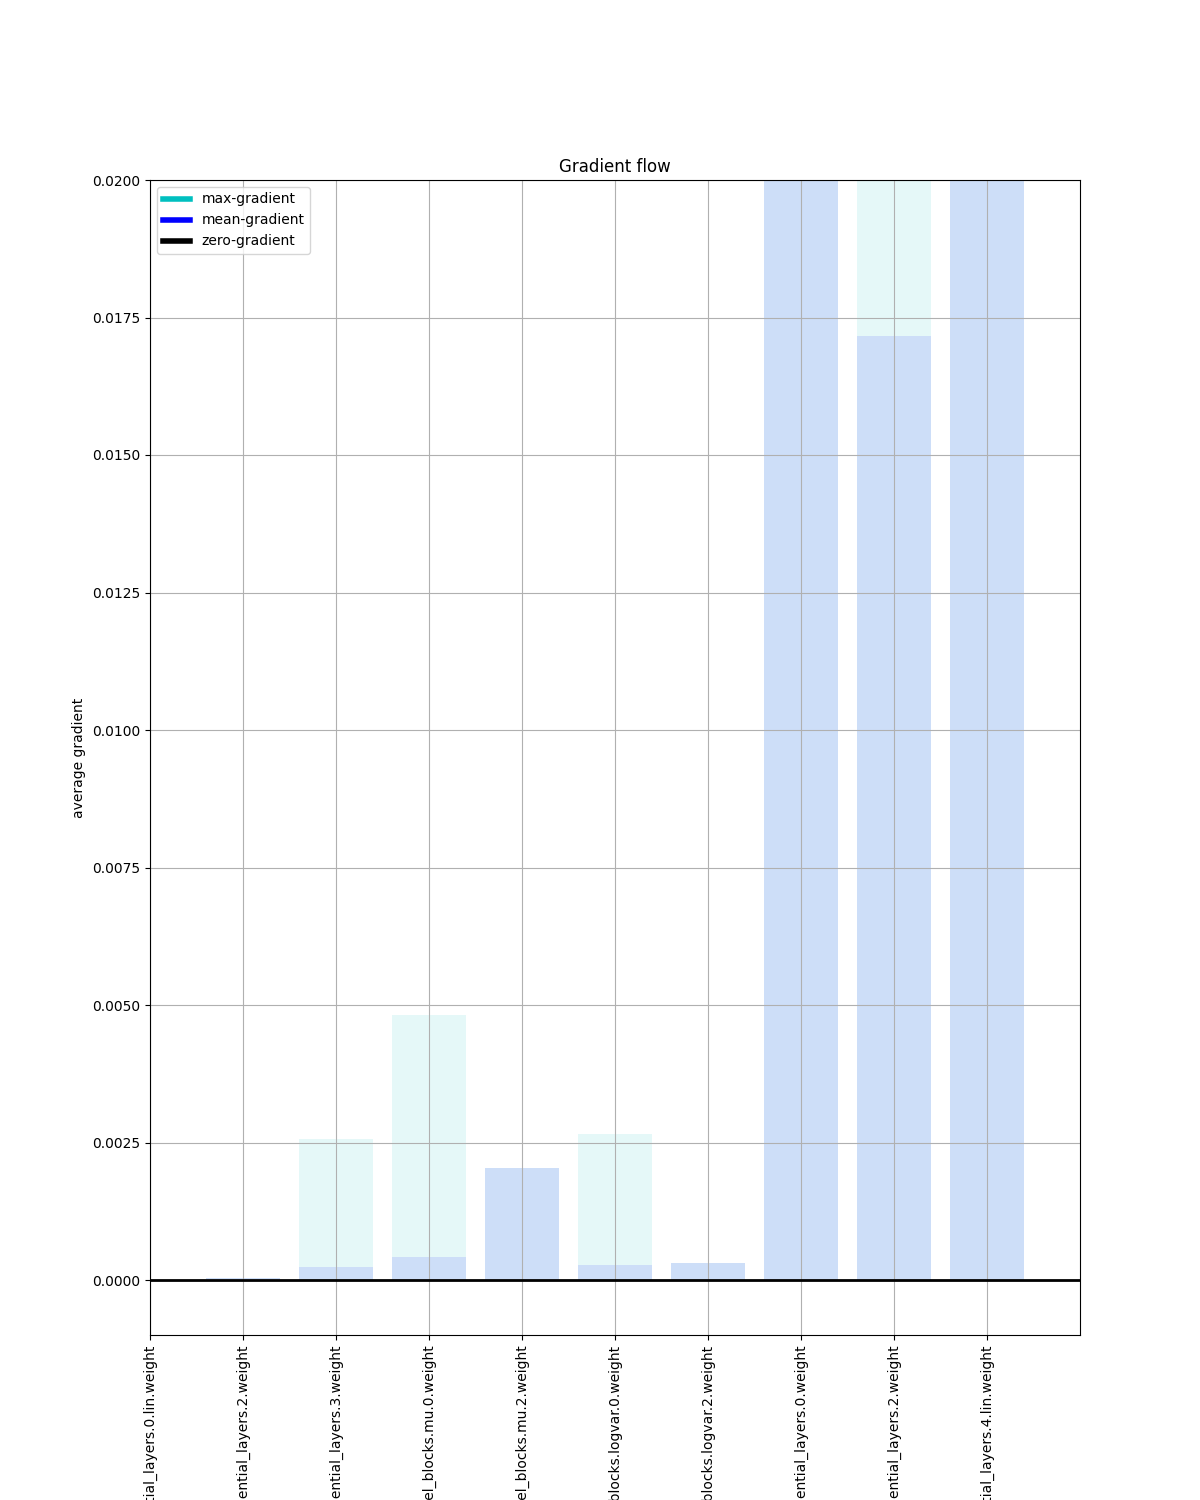 Gradient flow
max-gradient
mean-gradient
zero-gradient
0.0200
0.0175
0.0150
0.0125
0.0100
0.0075
0.0050
0.0025
0.0000
average gradient
tial_layers.0.lin.weight
ential_layers.2.weight
ential_layers.3.weight
el_blocks.mu.0.weight
el_blocks.mu.2.weight
blocks.logvar.0.weight
blocks.logvar.2.weight
ential_layers.0.weight
ential_layers.2.weight
tial_layers.4.lin.weight